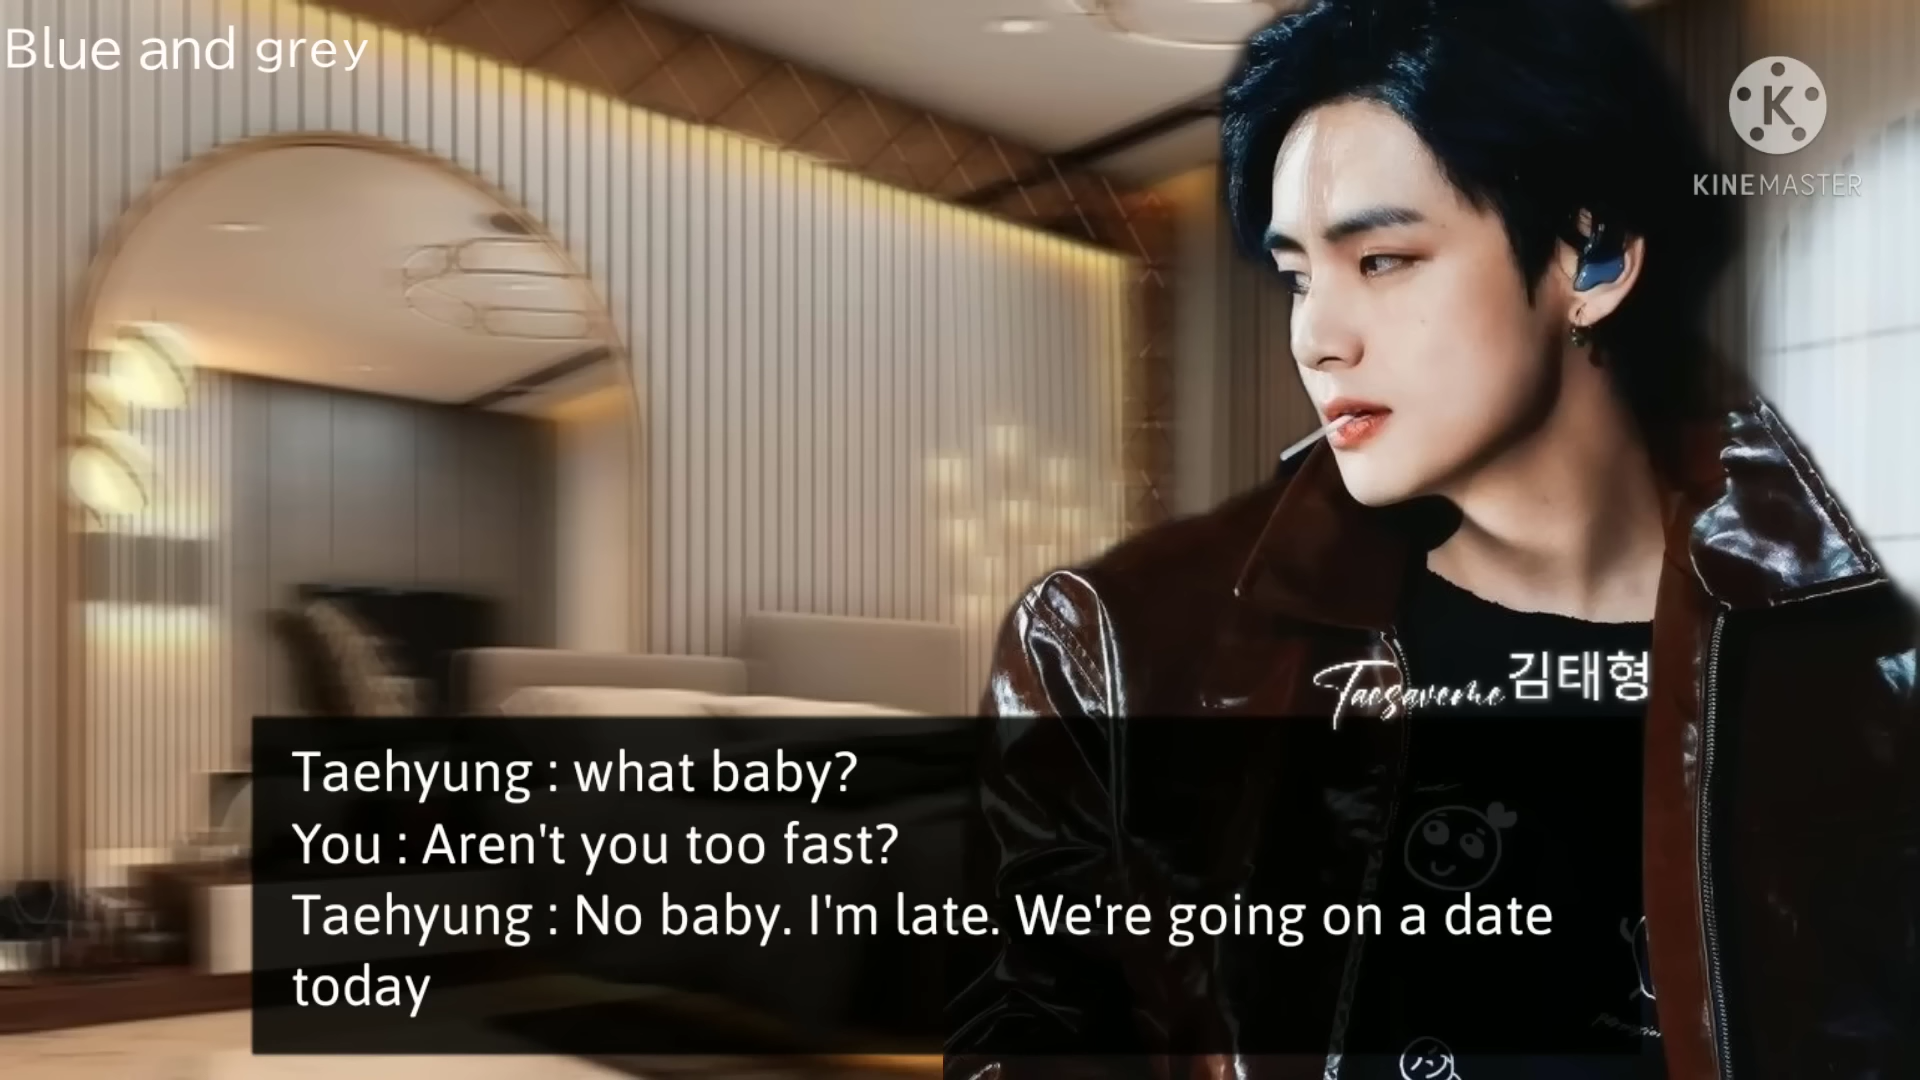 Blue and grey
K
KINEMASTER
Taesaveme 김태형
Taehyung : what baby?
You : Aren't you too fast?
Taehyung : No baby. I'm late. We're going on a date
today